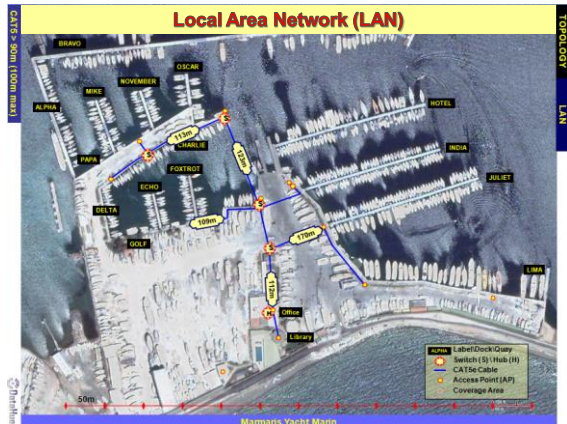 Local Area Network (LAN)
CAT5 > 90m (100m max)
TOPOLOGY
LAN
BRAVO
OSCAR
NOVEMBER
MIKE
ALPHA
HOTEL
113m
CHARLIE
PAPA
123m
INDIA
FOXTROT
JULIET
ECHO
DELTA
109m
GOLF
170m
LIMA
112m
Office
Library
ALPHA Label\Dock\Quay
Switch (S) \ Hub (H)
CAT5e Cable
Access Point (AP)
Coverage Area
50m
Marmaris Yacht Marin